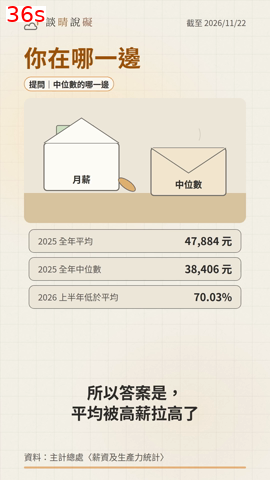 36s
談晴說礙
截至 2026/11/22
你在哪一邊
提問｜中位數的哪一邊
月薪
中位數
2025 全年平均 47,884 元
2025 全年中位數 38,406 元
2026 上半年低於平均 70.03%
所以答案是，
平均被高薪拉高了
資料：主計總處〈薪資及生產力統計〉